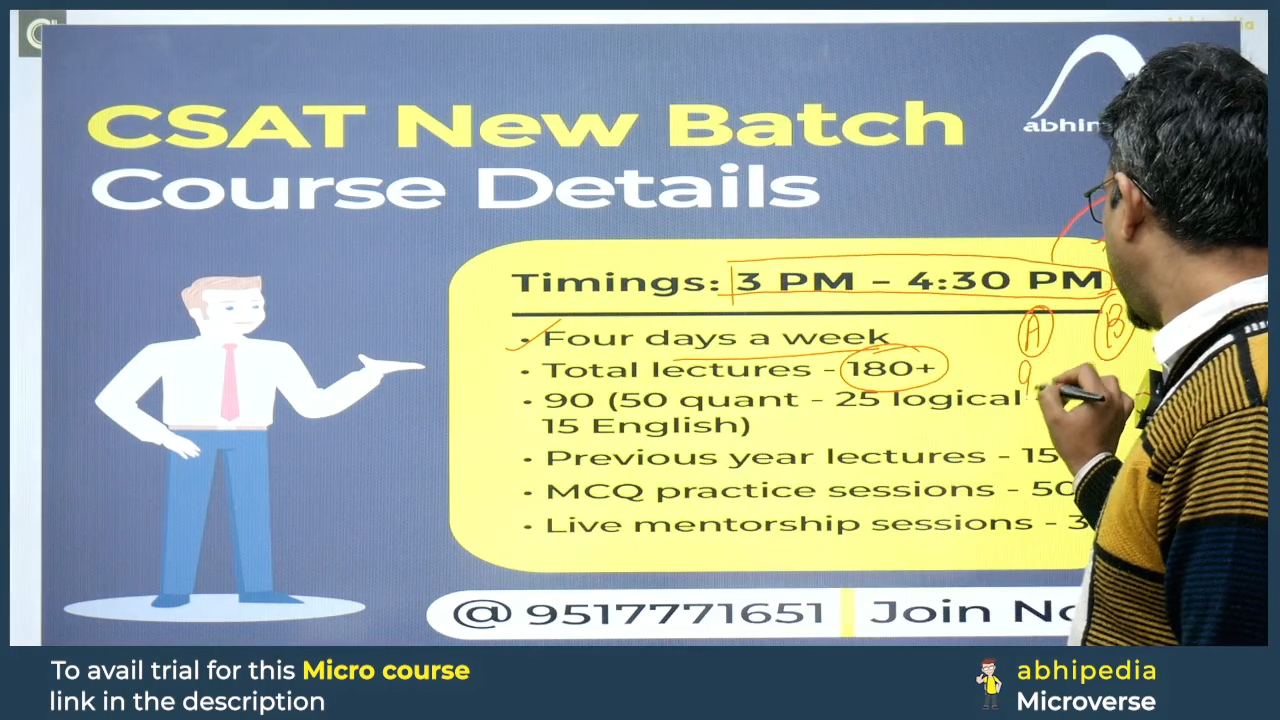 CSAT New Batch
Course Details
Timings: 3 PM – 4:30 PM
A B
• Four days a week
• Total lectures - 180+
9
• 90 (50 quant - 25 logical
15 English)
• Previous year lectures - 15
• MCQ practice sessions - 50
• Live mentorship sessions - 3
@ 9517771651 Join
To avail trial for this Micro course
link in the description
abhipedia
Microverse